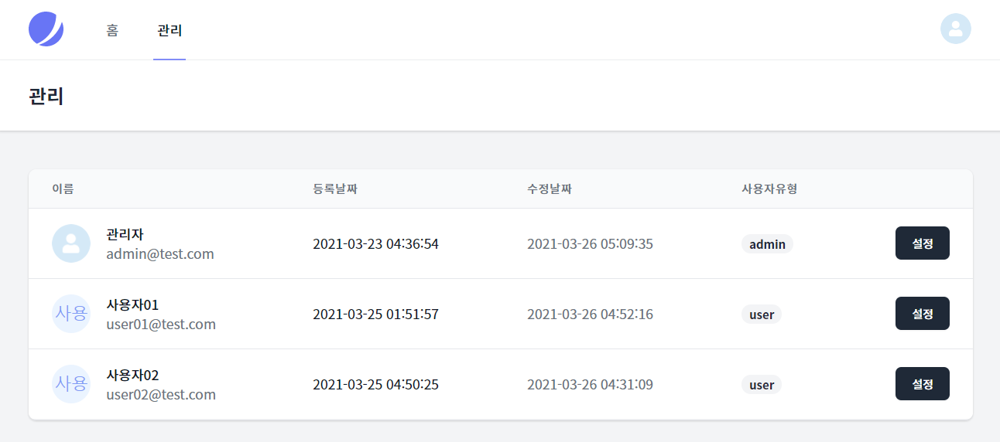 홈 관리
관리
이름 등록날짜 수정날짜 사용자유형
관리자
admin@test.com
2021-03-23 04:36:54 2021-03-26 05:09:35 admin 설정
사용 사용자01
user01@test.com
2021-03-25 01:51:57 2021-03-26 04:52:16 user 설정
사용 사용자02
user02@test.com
2021-03-25 04:50:25 2021-03-26 04:31:09 user 설정